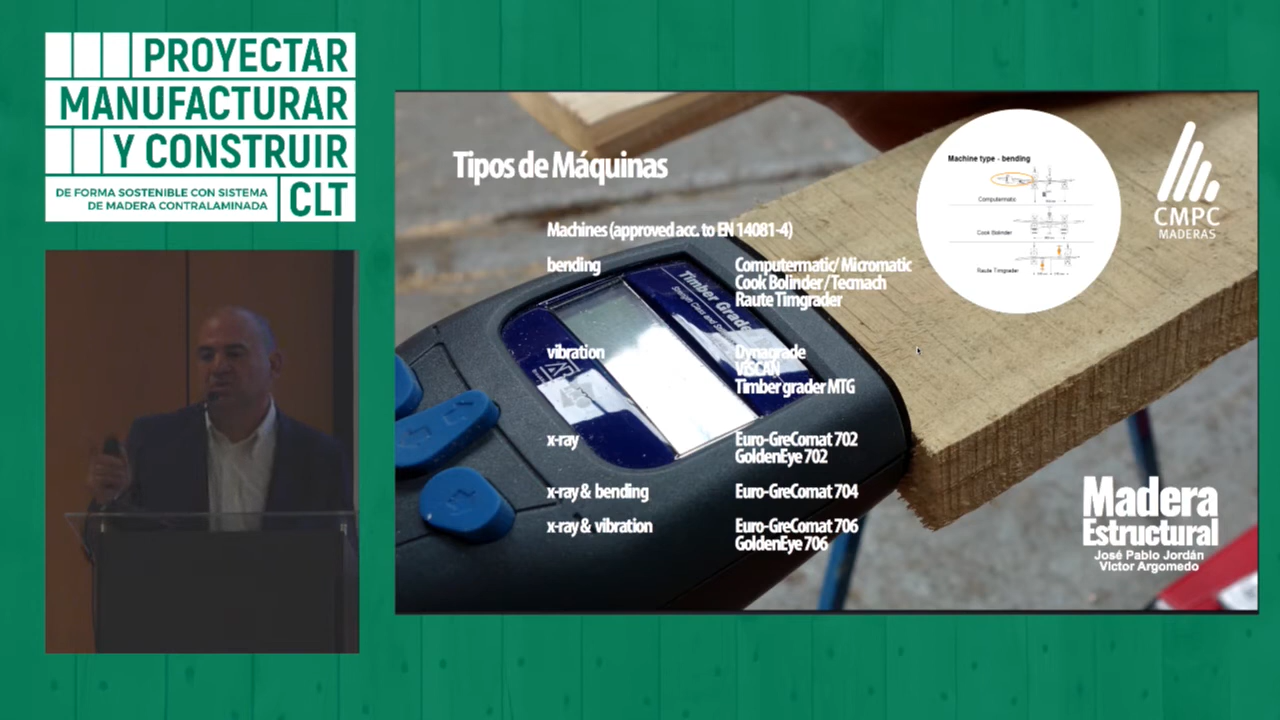 PROYECTAR
MANUFACTURAR
Y CONSTRUIR
DE FORMA SOSTENIBLE CON SISTEMA
DE MADERA CONTRALAMINADA
CLT
Tipos de Máquinas
Machines (approved acc. to EN 14081-4)
bending
Computermatic/ Micromatic
Cook Bolinder/Tecmach
Raute Timgrader
vibration
Dynagrade
ViSCAN
Timber grader MTG
x-ray
Euro-GreComat 702
GoldenEye 702
x-ray & bending
Euro-GreComat 704
x-ray & vibration
Euro-GreComat 706
GoldenEye 706
Timber Grade
Machine type - bending
Computermatic
Cook Bolinder
Raute Timgrader
CMPC
MADERAS
Madera
Estructural
José Pablo Jordán
Victor Argomedo